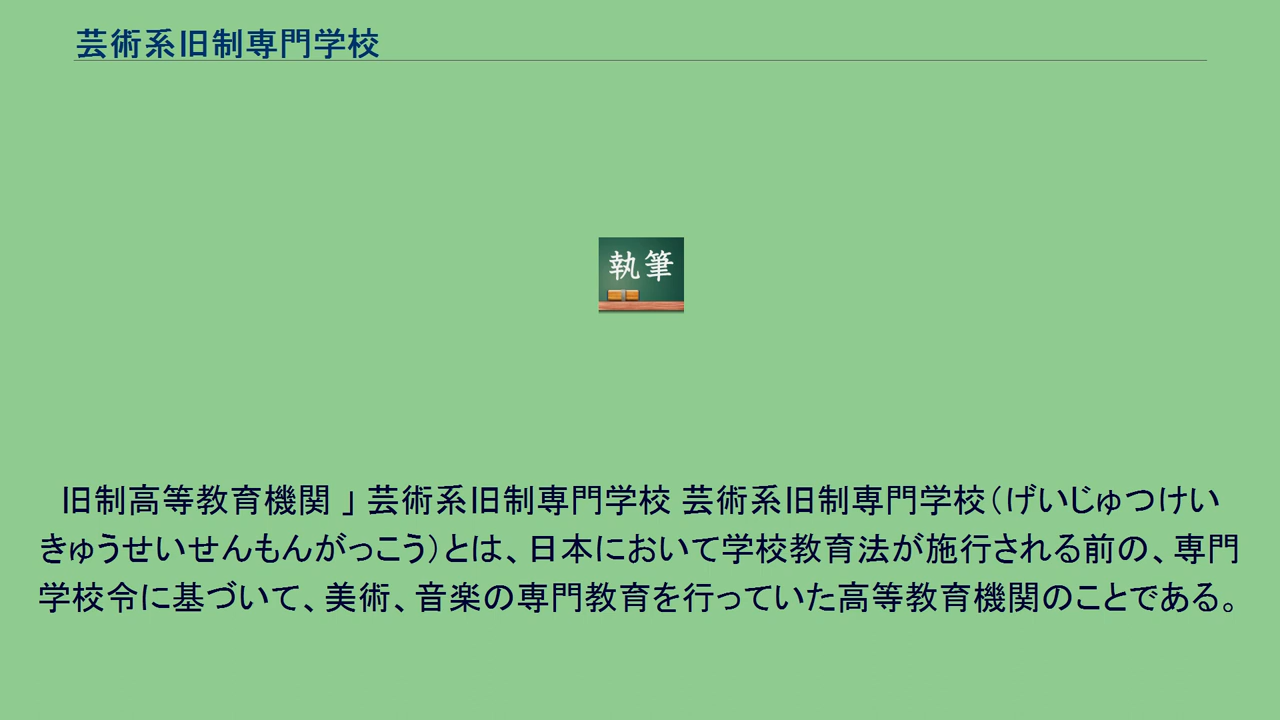 芸術系旧制専門学校
執筆
旧制高等教育機関 」 芸術系旧制専門学校 芸術系旧制専門学校（げいじゅつけい
きゅうせいせんもんがっこう）とは、日本において学校教育法が施行される前の、専門
学校令に基づいて、美術、音楽の専門教育を行っていた高等教育機関のことである。